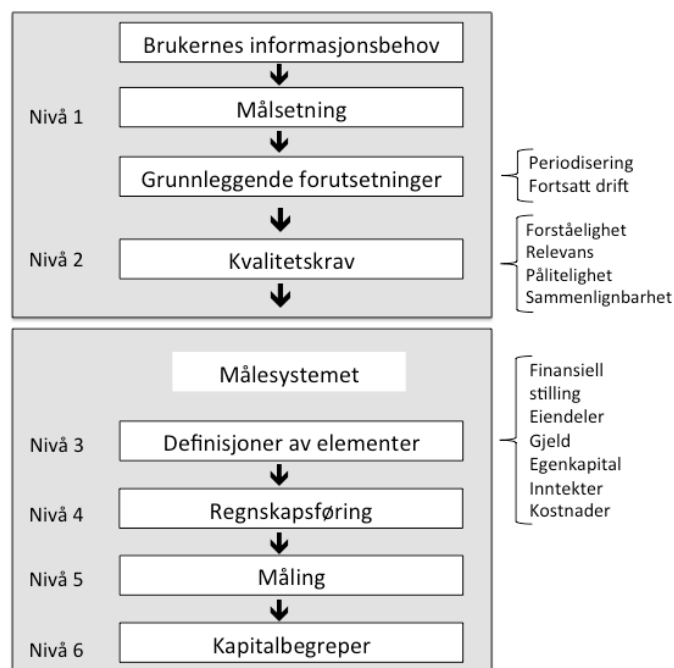 Brukernes informasjonsbehov
Nivå 1
Målsetning
Grunnleggende forutsetninger
Periodisering
Fortsatt drift
Nivå 2
Kvalitetskrav
Forståelighet
Relevans
Pålitelighet
Sammenlignbarhet
Målesystemet
Finansiell
stilling
Eiendeler
Gjeld
Egenkapital
Inntekter
Kostnader
Nivå 3
Definisjoner av elementer
Nivå 4
Regnskapsføring
Nivå 5
Måling
Nivå 6
Kapitalbegreper